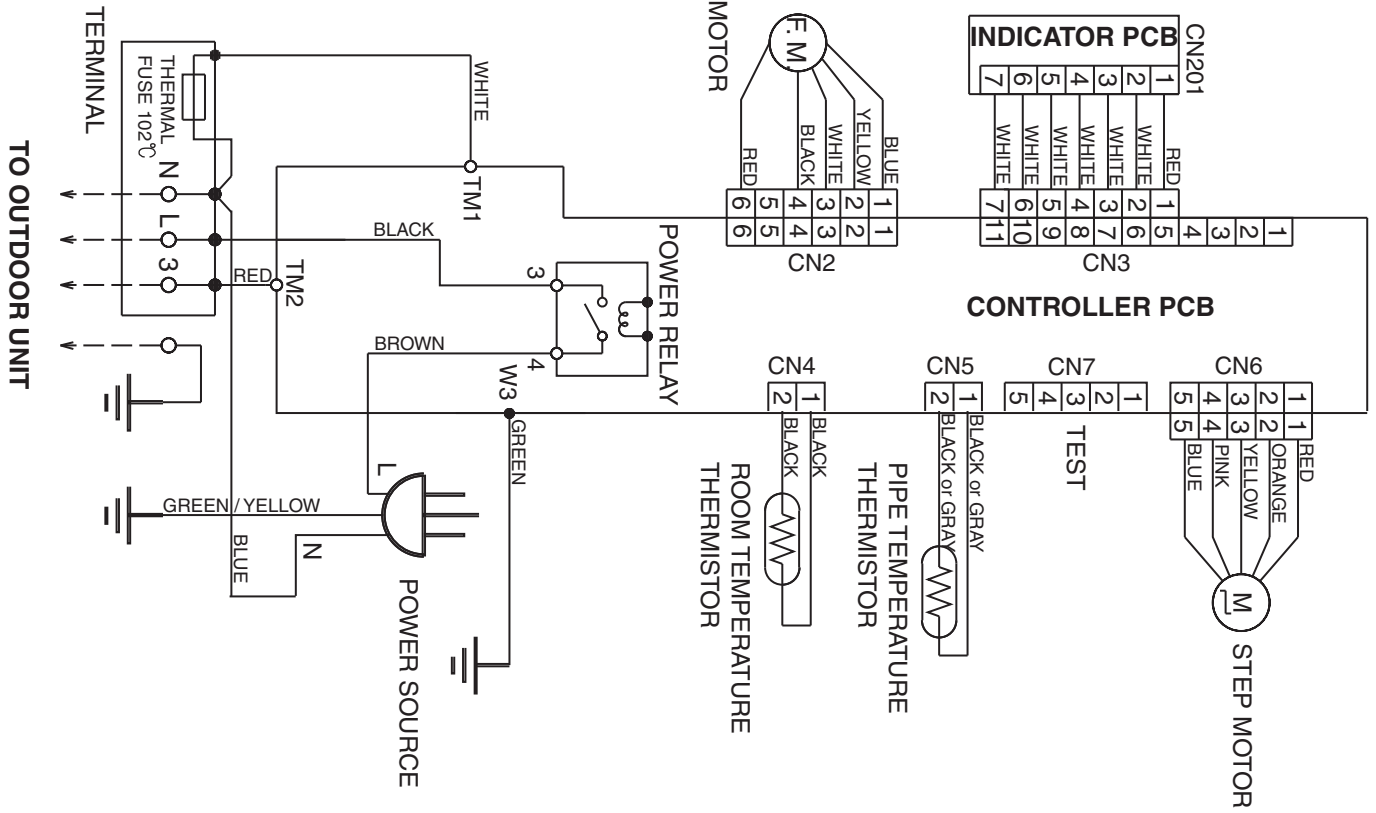 TERMINAL
THERMAL
FUSE 102℃
N
L
3
TO OUTDOOR UNIT
WHITE
TM1
BLACK
RED
TM2
BROWN
3
4
POWER RELAY
W3
GREEN
L
GREEN / YELLOW
N
BLUE
POWER SOURCE
MOTOR
F. M.
RED
BLACK
WHITE
YELLOW
BLUE
6 5 4 3 2 1
6 5 4 3 2 1
CN2
INDICATOR PCB
CN201
7 6 5 4 3 2 1
WHITE
WHITE
WHITE
WHITE
WHITE
WHITE
RED
7 6 5 4 3 2 1
11 10 9 8 7 6 5 4 3 2 1
CN3
CONTROLLER PCB
CN4
2 1
BLACK
BLACK
ROOM TEMPERATURE
THERMISTOR
CN5
2 1
BLACK or GRAY
BLACK or GRAY
PIPE TEMPERATURE
THERMISTOR
CN7
5 4 3 2 1
TEST
CN6
5 4 3 2 1
5 4 3 2 1
BLUE
PINK
YELLOW
ORANGE
RED
M
STEP MOTOR